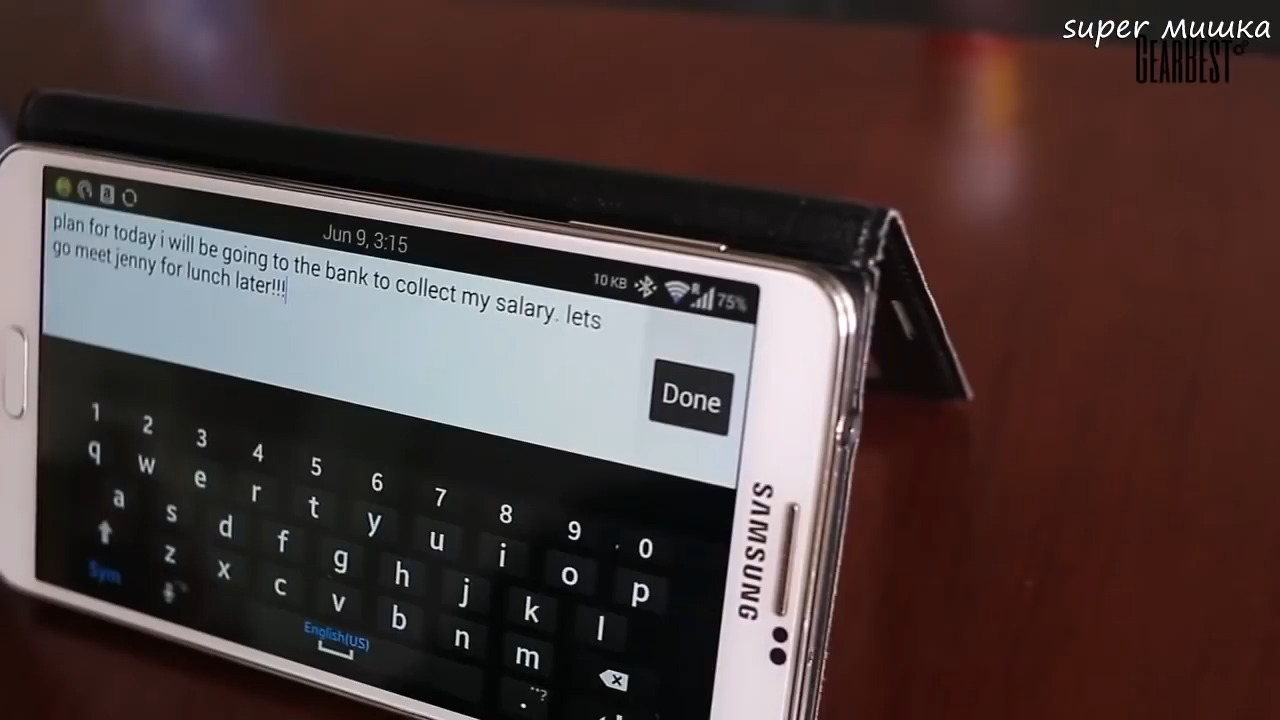 super мишка
GEARBEST
Jun 9, 3:15
10 KB
75%
plan for today i will be going to the bank to collect my salary. lets
go meet jenny for lunch later!!!
Done
1 2 3 4 5 6 7 8 9 0
q w e r t y u i o p
a s d f g h j k l
z x c v b n m
Sym
English(US)
SAMSUNG